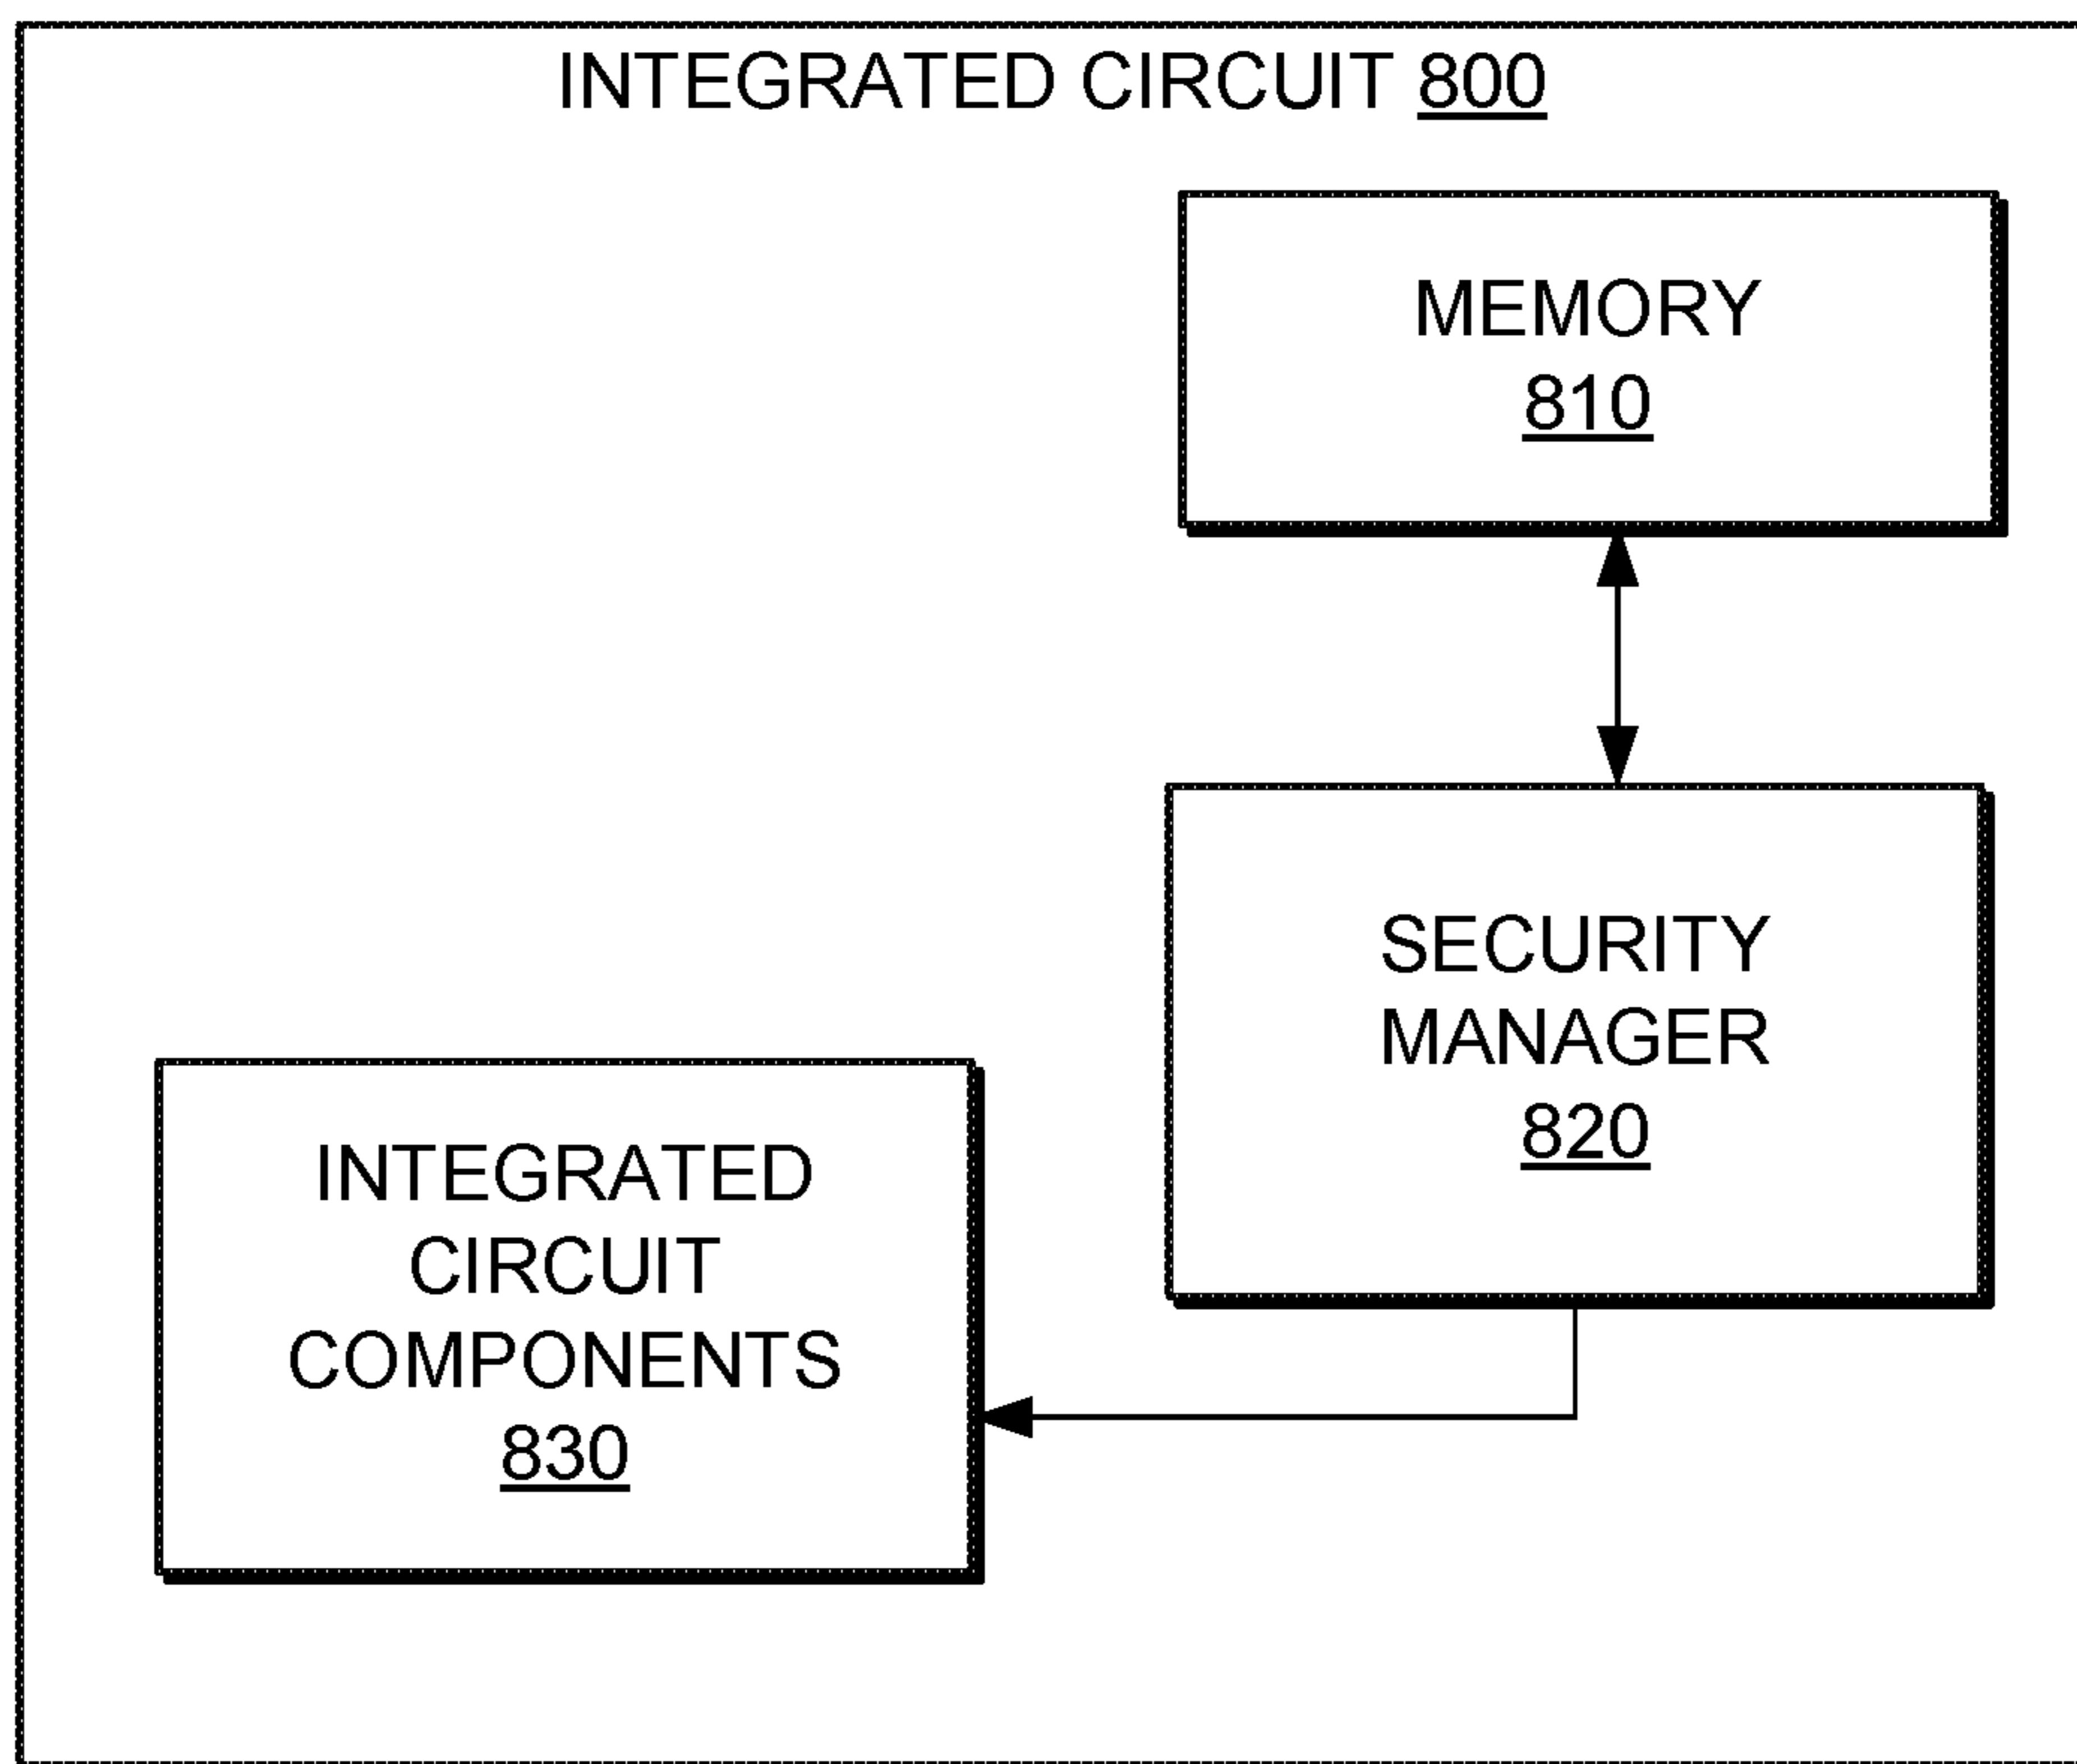 INTEGRATED CIRCUIT 800
MEMORY
810
SECURITY
MANAGER
820
INTEGRATED
CIRCUIT
COMPONENTS
830